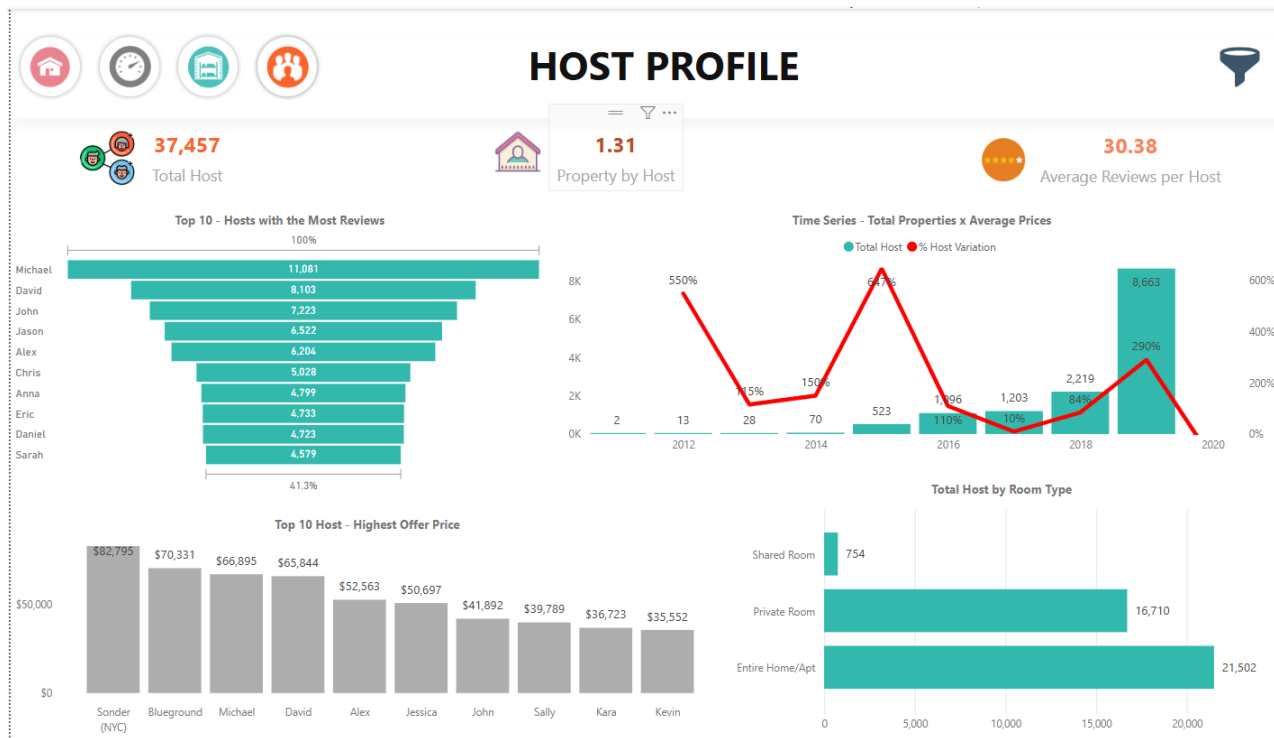 HOST PROFILE
37,457
Total Host
1.31
Property by Host
30.38
Average Reviews per Host
Top 10 - Hosts with the Most Reviews
100%
Michael 11,081
David 8,103
John 7,223
Jason 6,522
Alex 6,204
Chris 5,028
Anna 4,799
Eric 4,733
Daniel 4,723
Sarah 4,579
41.3%
Time Series - Total Properties x Average Prices
Total Host % Host Variation
8K
6K
4K
2K
0K
600%
400%
200%
0%
550%
115%
150%
647%
110%
10%
84%
290%
2
13
28
70
523
1,096
1,203
2,219
8,663
2012 2014 2016 2018 2020
Top 10 Host - Highest Offer Price
$50,000
$0
$82,795 $70,331 $66,895 $65,844 $52,563 $50,697 $41,892 $39,789 $36,723 $35,552
Sonder Blueground Michael David Alex Jessica John Sally Kara Kevin
(NYC)
Total Host by Room Type
Shared Room 754
Private Room 16,710
Entire Home/Apt 21,502
0 5,000 10,000 15,000 20,000